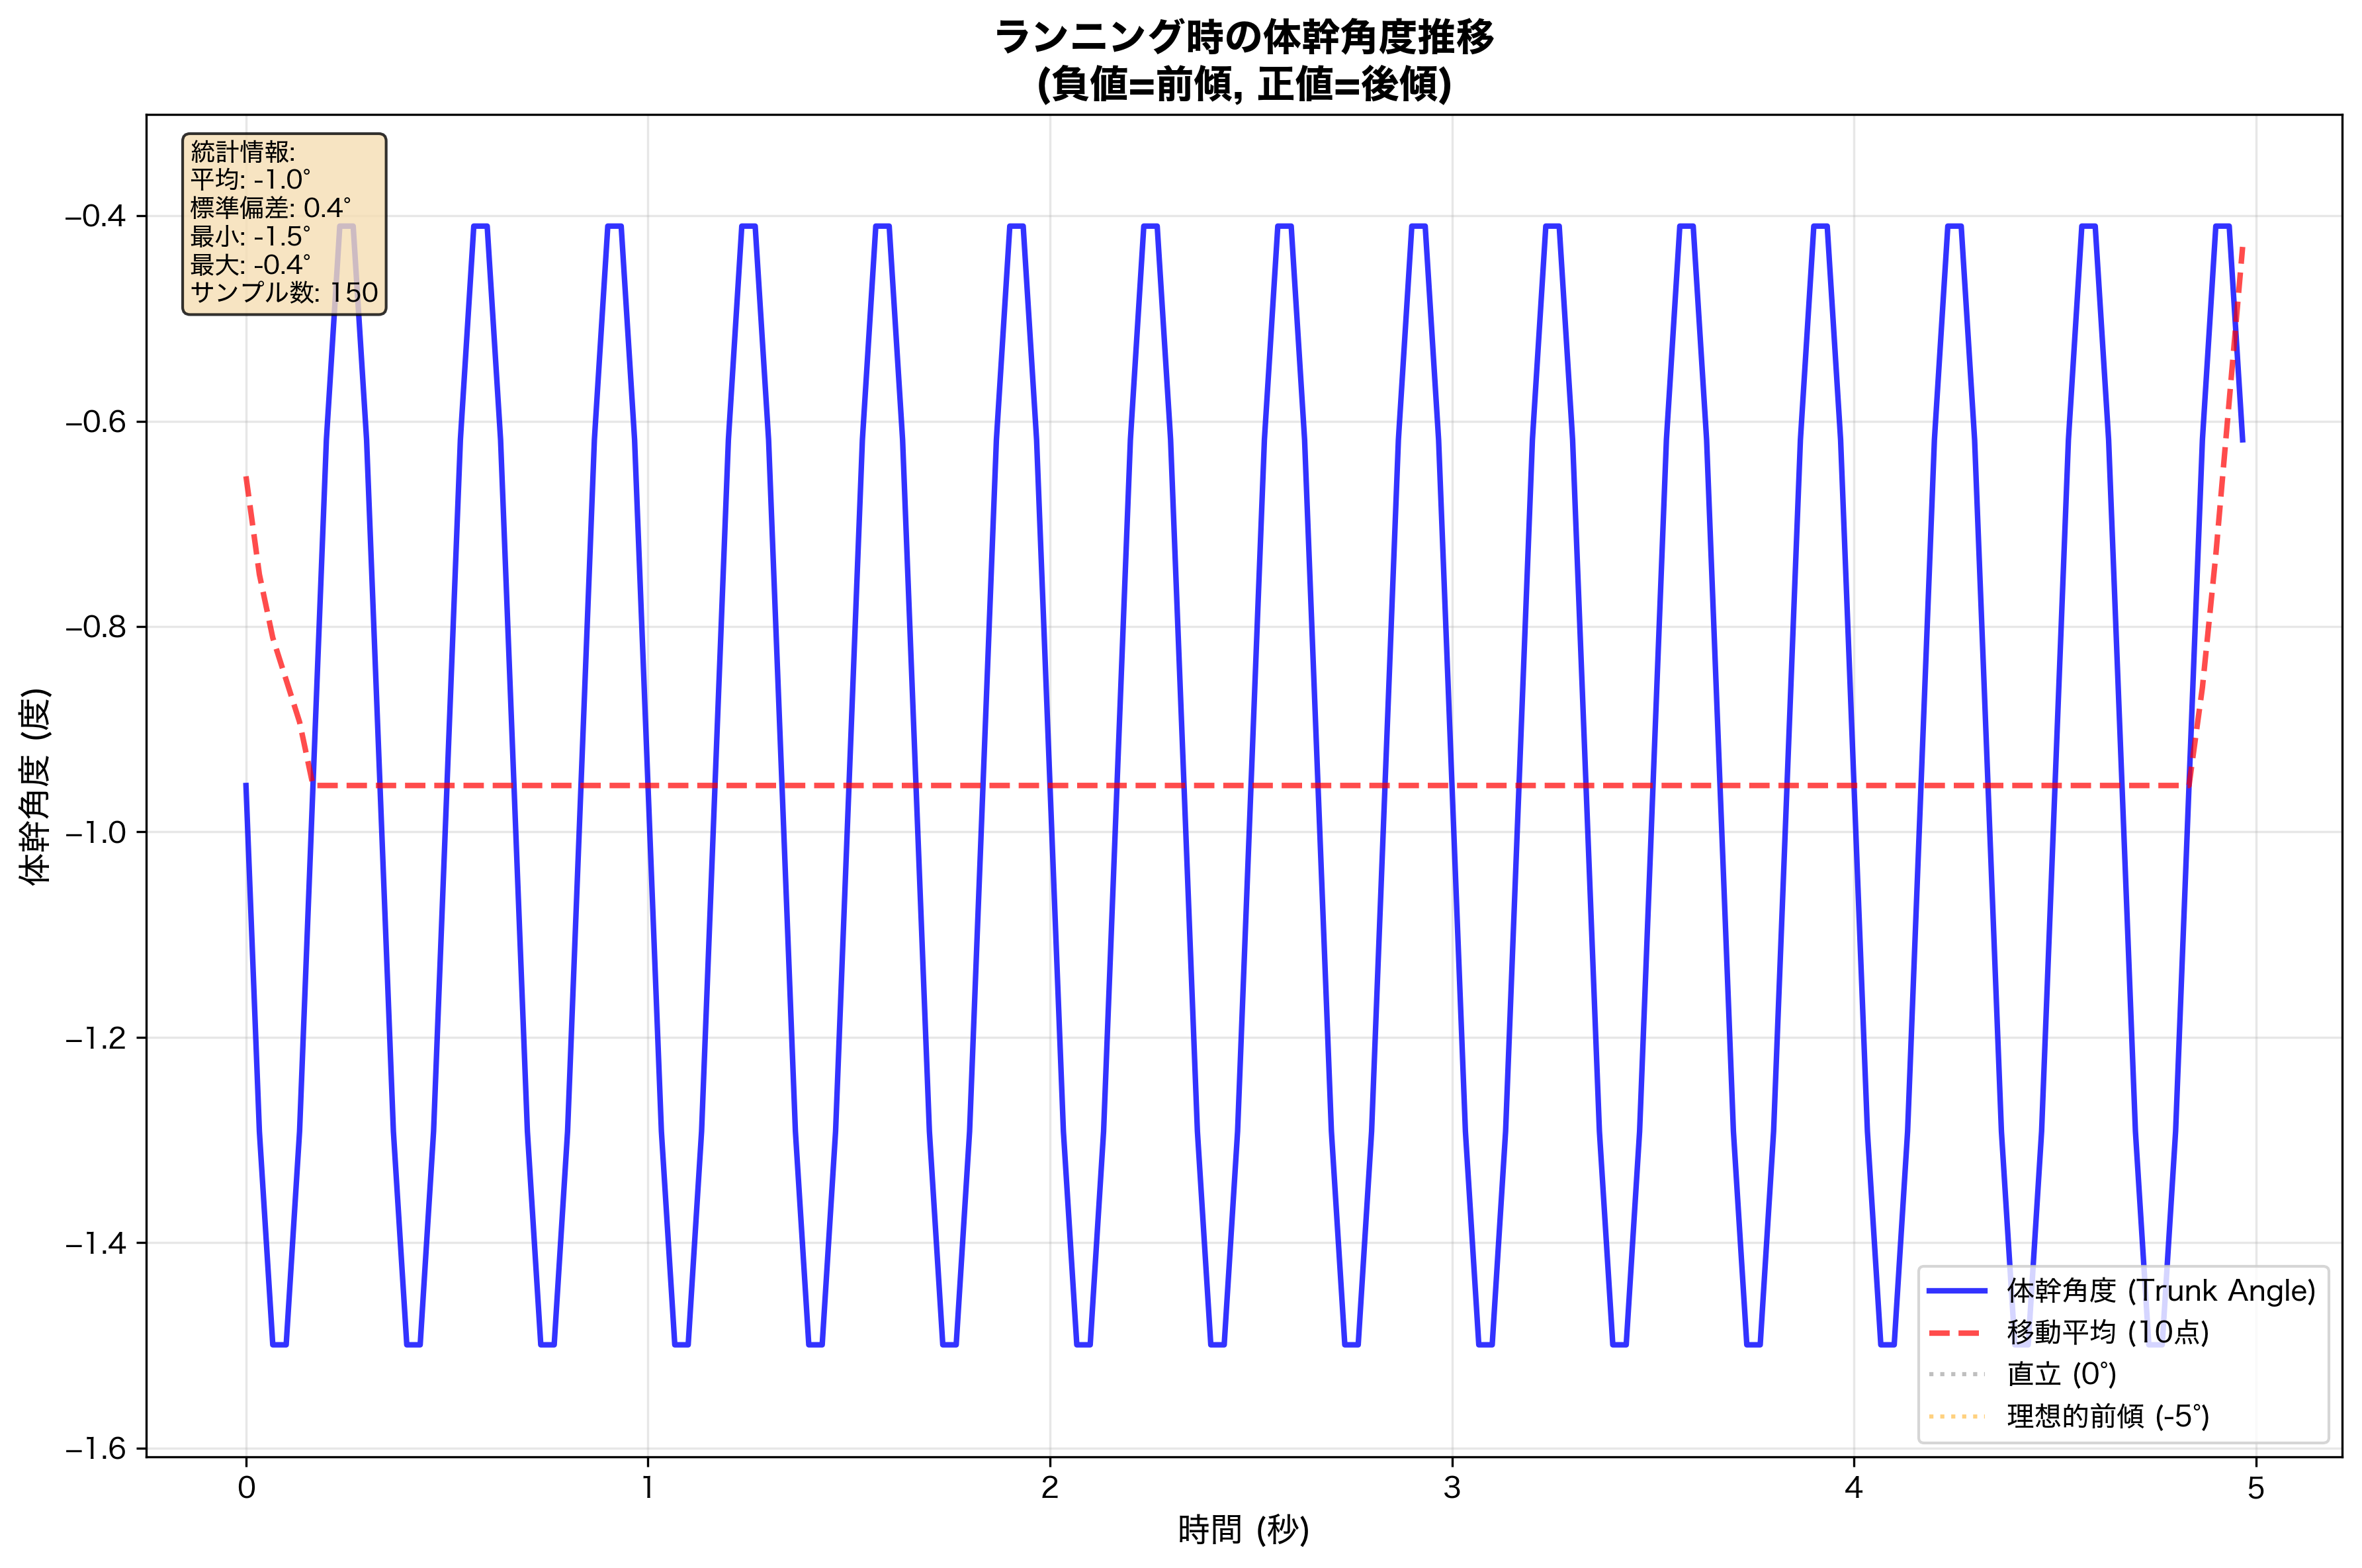 ランニング時の体幹角度推移
(負値=前傾, 正値=後傾)
統計情報:
平均: -1.0°
標準偏差: 0.4°
最小: -1.5°
最大: -0.4°
サンプル数: 150
−0.4
−0.6
−0.8
−1.0
−1.2
−1.4
−1.6
体幹角度 (度)
体幹角度 (Trunk Angle)
移動平均 (10点)
直立 (0°)
理想的前傾 (-5°)
0
1
2
3
4
5
時間 (秒)